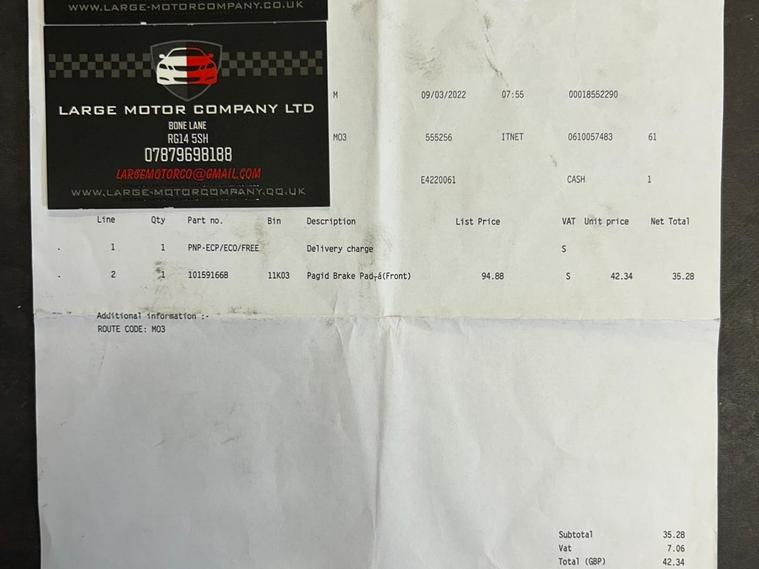 WWW.LARGE-MOTORCOMPANY.CO.UK
LARGE MOTOR COMPANY LTD
BONE LANE
RG14 5SH
07879698188
LARGEMOTORCO@GMAIL.COM
WWW.LARGE-MOTORCOMPANY.CO.UK
M 09/03/2022 07:55 00018552290
MO3 555256 ITNET 0610057483 61
E4220061 CASH 1
Line Qty Part no. Bin Description List Price VAT Unit price Net Total
. 1 1 PNP-ECP/ECO/FREE Delivery charge S
. 2 1 101591668 11K03 Pagid Brake Pad┬á(Front) 94.88 S 42.34 35.28
Additional information :-
ROUTE CODE: MO3
Subtotal 35.28
Vat 7.06
Total (GBP) 42.34